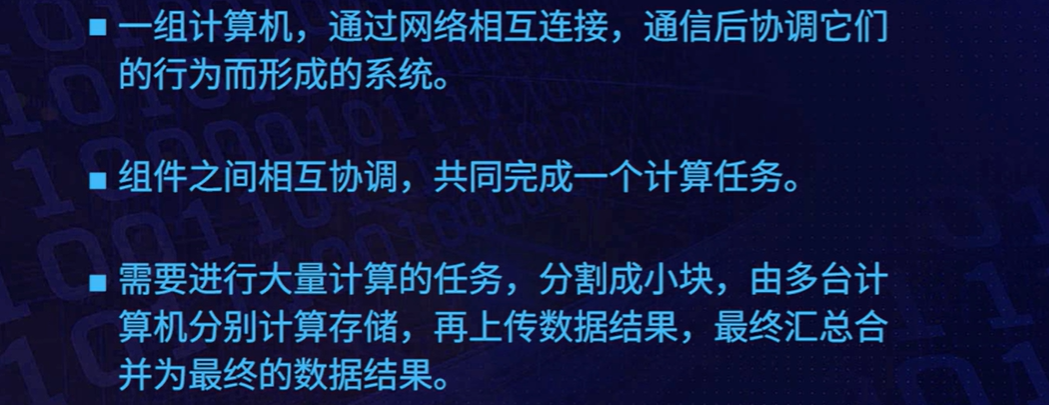 ■ 一组计算机，通过网络相互连接，通信后协调它们
的行为而形成的系统。
■ 组件之间相互协调，共同完成一个计算任务。
■ 需要进行大量计算的任务，分割成小块，由多台计
算机分别计算存储，再上传数据结果，最终汇总合
并为最终的数据结果。